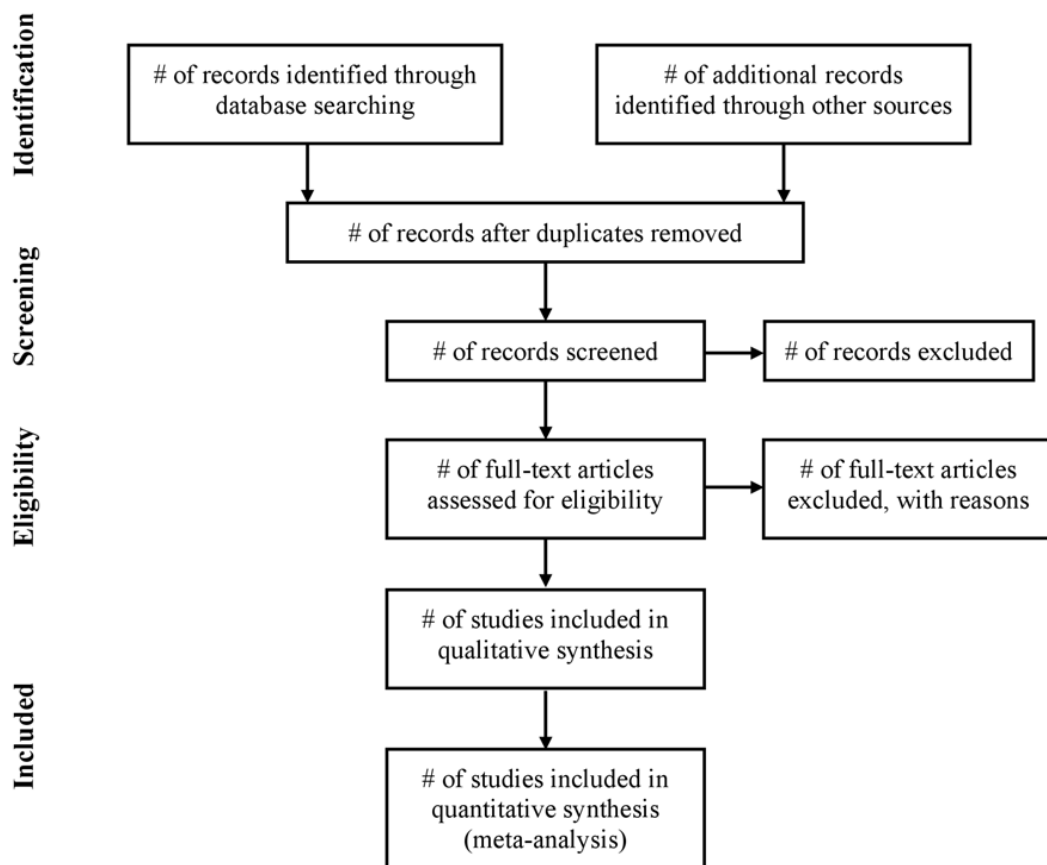 Identification
# of records identified through
database searching
# of additional records
identified through other sources
# of records after duplicates removed
Screening
# of records screened
# of records excluded
Eligibility
# of full-text articles
assessed for eligibility
# of full-text articles
excluded, with reasons
# of studies included in
qualitative synthesis
Included
# of studies included in
quantitative synthesis
(meta-analysis)